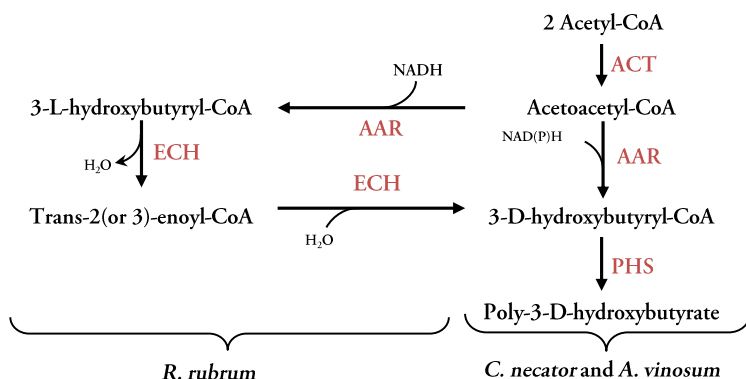 2 Acetyl-CoA
ACT
NADH
3-L-hydroxybutyryl-CoA
Acetoacetyl-CoA
AAR
NAD(P)H
ECH
AAR
H₂O
ECH
Trans-2(or 3)-enoyl-CoA
3-D-hydroxybutyryl-CoA
H₂O
PHS
Poly-3-D-hydroxybutyrate
R. rubrum
C. necator and A. vinosum